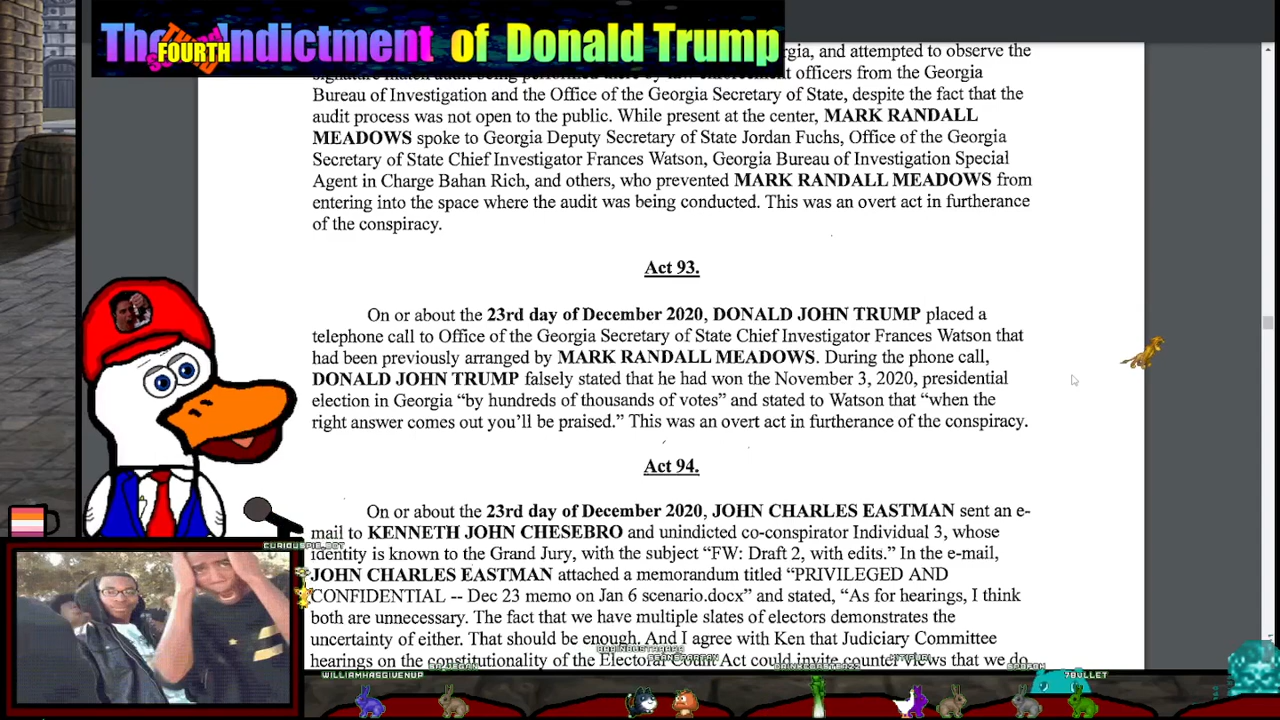 The Indictment of Donald Trump
FOURTH
rgia, and attempted to observe the
officers from the Georgia
Bureau of Investigation and the Office of the Georgia Secretary of State, despite the fact that the
audit process was not open to the public. While present at the center, MARK RANDALL
MEADOWS spoke to Georgia Deputy Secretary of State Jordan Fuchs, Office of the Georgia
Secretary of State Chief Investigator Frances Watson, Georgia Bureau of Investigation Special
Agent in Charge Bahan Rich, and others, who prevented MARK RANDALL MEADOWS from
entering into the space where the audit was being conducted. This was an overt act in furtherance
of the conspiracy.
Act 93.
On or about the 23rd day of December 2020, DONALD JOHN TRUMP placed a
telephone call to Office of the Georgia Secretary of State Chief Investigator Frances Watson that
had been previously arranged by MARK RANDALL MEADOWS. During the phone call,
DONALD JOHN TRUMP falsely stated that he had won the November 3, 2020, presidential
election in Georgia “by hundreds of thousands of votes” and stated to Watson that “when the
right answer comes out you’ll be praised.” This was an overt act in furtherance of the conspiracy.
Act 94.
On or about the 23rd day of December 2020, JOHN CHARLES EASTMAN sent an e-
mail to KENNETH JOHN CHESEBRO and unindicted co-conspirator Individual 3, whose
identity is known to the Grand Jury, with the subject “FW: Draft 2, with edits.” In the e-mail,
JOHN CHARLES EASTMAN attached a memorandum titled “PRIVILEGED AND
CONFIDENTIAL -- Dec 23 memo on Jan 6 scenario.docx” and stated, “As for hearings, I think
both are unnecessary. The fact that we have multiple slates of electors demonstrates the
uncertainty of either. That should be enough. And I agree with Ken that Judiciary Committee
hearings on the constitutionality of the Electoral Count Act could invite counter views that we do
WILLIAMHASGIVENUP
7BULLET